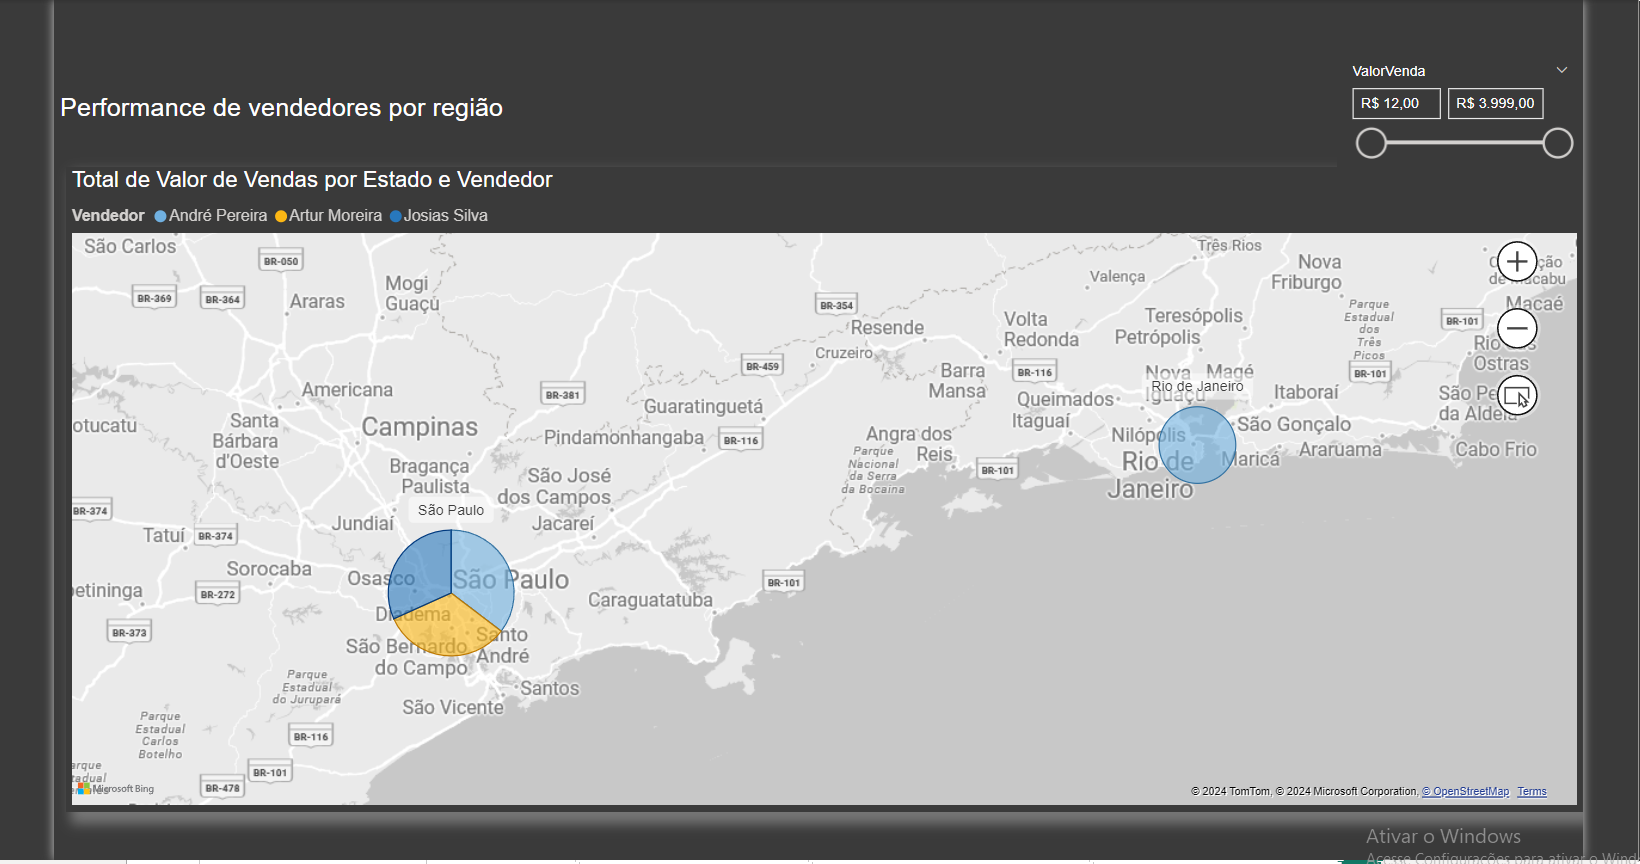 ValorVenda
R$ 12,00
R$ 3.999,00
Performance de vendedores por região
Total de Valor de Vendas por Estado e Vendedor
Vendedor André Pereira Artur Moreira Josias Silva
São Carlos
BR-050
Três Rios
Nova
Friburgo
de
Macaé
Valença
Mogi
Guaçu
BR-369
BR-364
Araras
BR-354
Resende
Volta
Redonda
Teresópolis
Petrópolis
Parque
Estadual
dos
Três
Picos
BR-101
Rio
Ostras
Cruzeiro
BR-459
Barra
Mansa
BR-116
Nova
Iguaçu
Magé
Rio de Janeiro
BR-101
Americana
BR-381
Guaratinguetá
Queimados
Itaguaí
Itaboraí
São
da Aldeia
otucatu
Santa
Bárbara
d'Oeste
Campinas
Pindamonhangaba
BR-116
Angra dos
Reis
Nilópolis
São Gonçalo
Araruama
Cabo Frio
Bragança
Paulista
São José
dos Campos
Parque
Nacional
da Serra
da Bocaina
BR-101
Rio de
Janeiro
Maricá
São Paulo
BR-374
Jundiaí
Jacareí
Tatuí
BR-374
Sorocaba
Osasco
São Paulo
BR-101
petininga
BR-272
Diadema
Caraguatatuba
BR-373
São Bernardo
do Campo
Santo
André
Parque
Estadual
do Jurupará
Santos
São Vicente
Parque
Estadual
Carlos
Botelho
BR-116
BR-101
arque
tadual
BR-478
Microsoft Bing
© 2024 TomTom, © 2024 Microsoft Corporation, © OpenStreetMap Terms
Ativar o Windows
Acesse Configurações para ativar o Wind